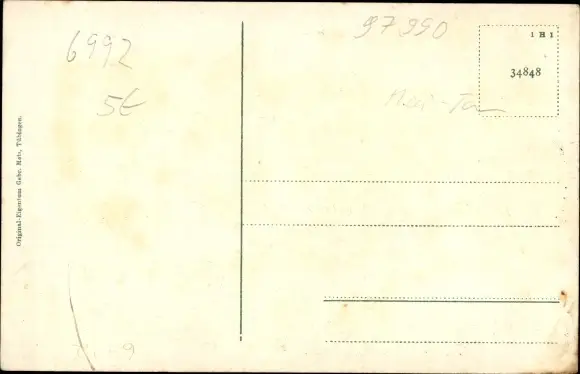 6992
5€
97990
1 H 1
34848
Original-Eigentum Gebr. Metz, Tübingen.